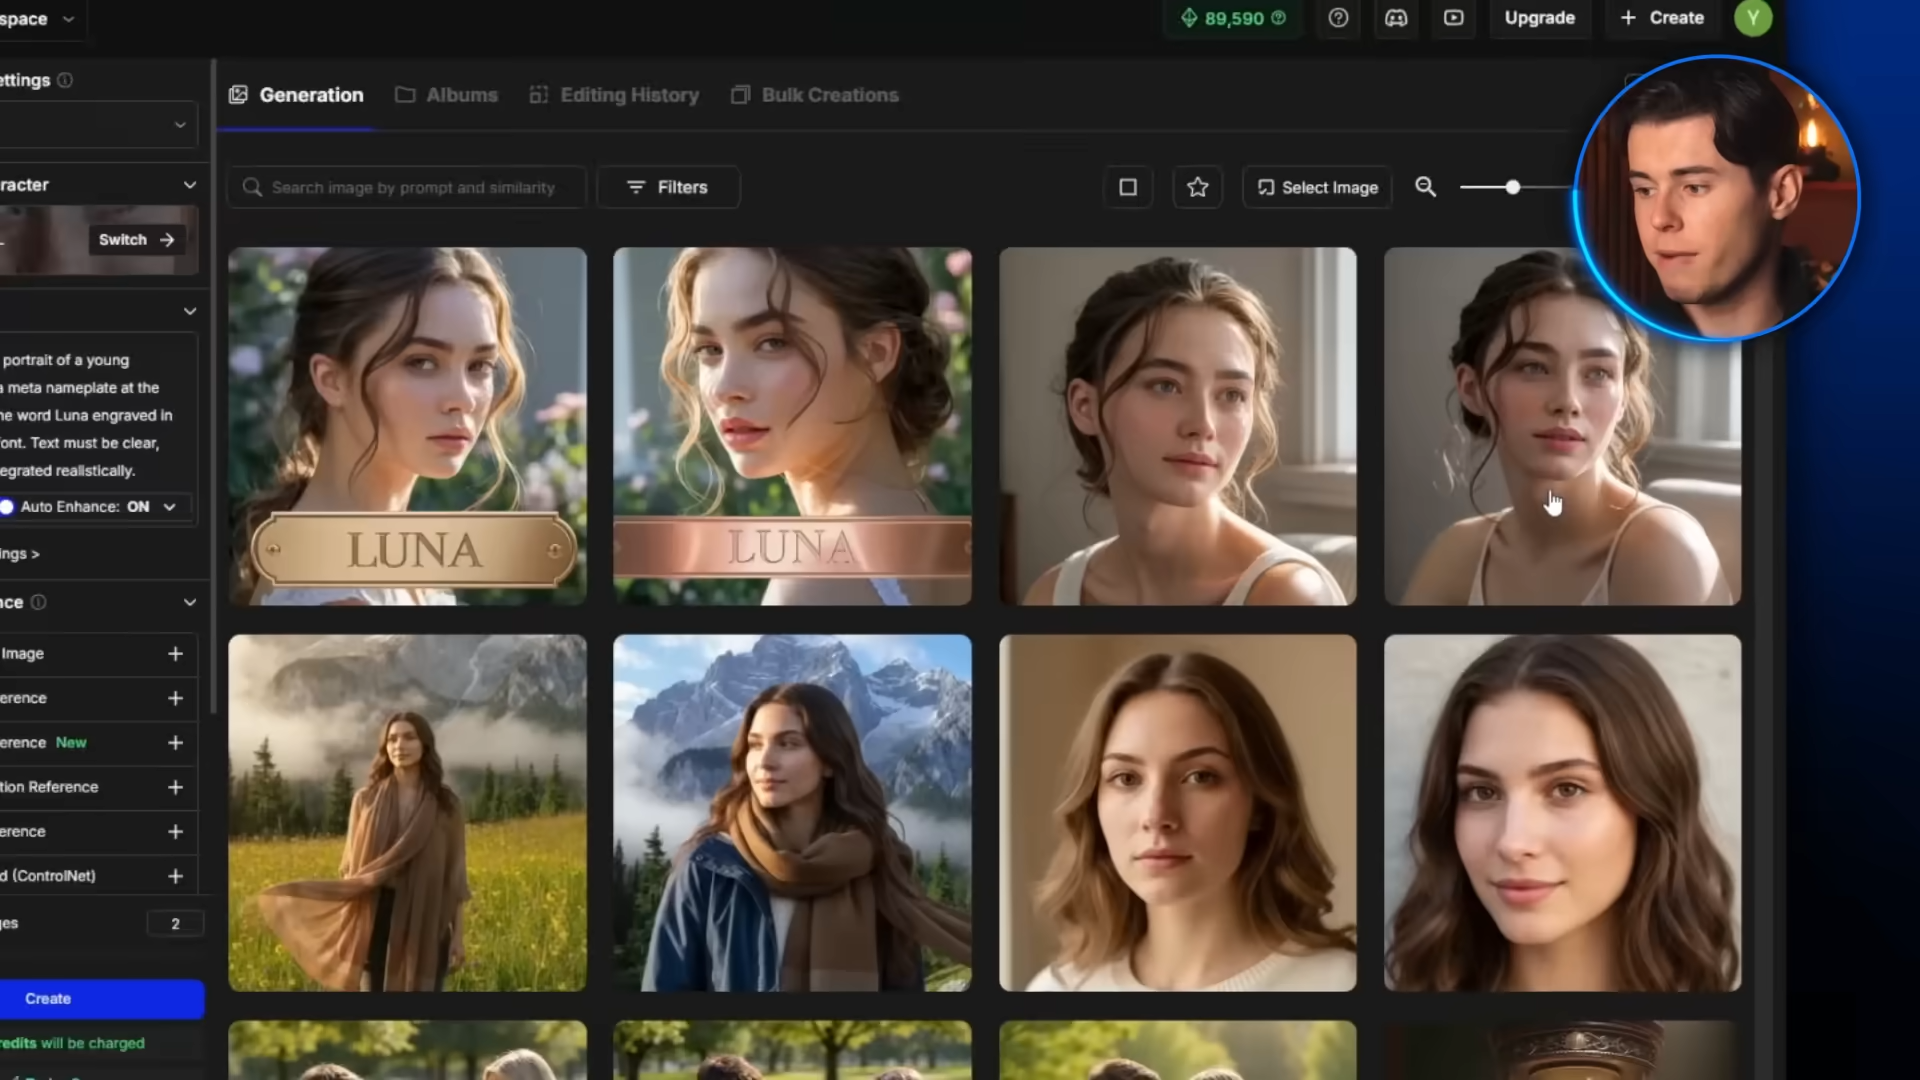 space
89,590
Upgrade
+ Create
Y
ettings
Generation
Albums
Editing History
Bulk Creations
Search image by prompt and similarity
Filters
Select Image
racter
Switch
portrait of a young
a meta nameplate at the
he word Luna engraved in
font. Text must be clear,
egrated realistically.
Auto Enhance: ON
ings >
nce
Image
erence
erence New
tion Reference
erence
d (ControlNet)
ges
2
Create
redits will be charged
LUNA
LUNA